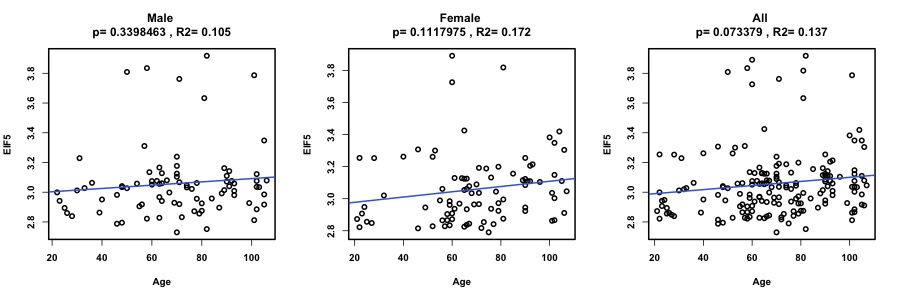 Male
p= 0.3398463 , R2= 0.105
EIF5
3.8
3.6
3.4
3.2
3.0
2.8
20 40 60 80 100
Age
Female
p= 0.1117975 , R2= 0.172
EIF5
3.8
3.6
3.4
3.2
3.0
2.8
20 40 60 80 100
Age
All
p= 0.073379 , R2= 0.137
EIF5
3.8
3.6
3.4
3.2
3.0
2.8
20 40 60 80 100
Age